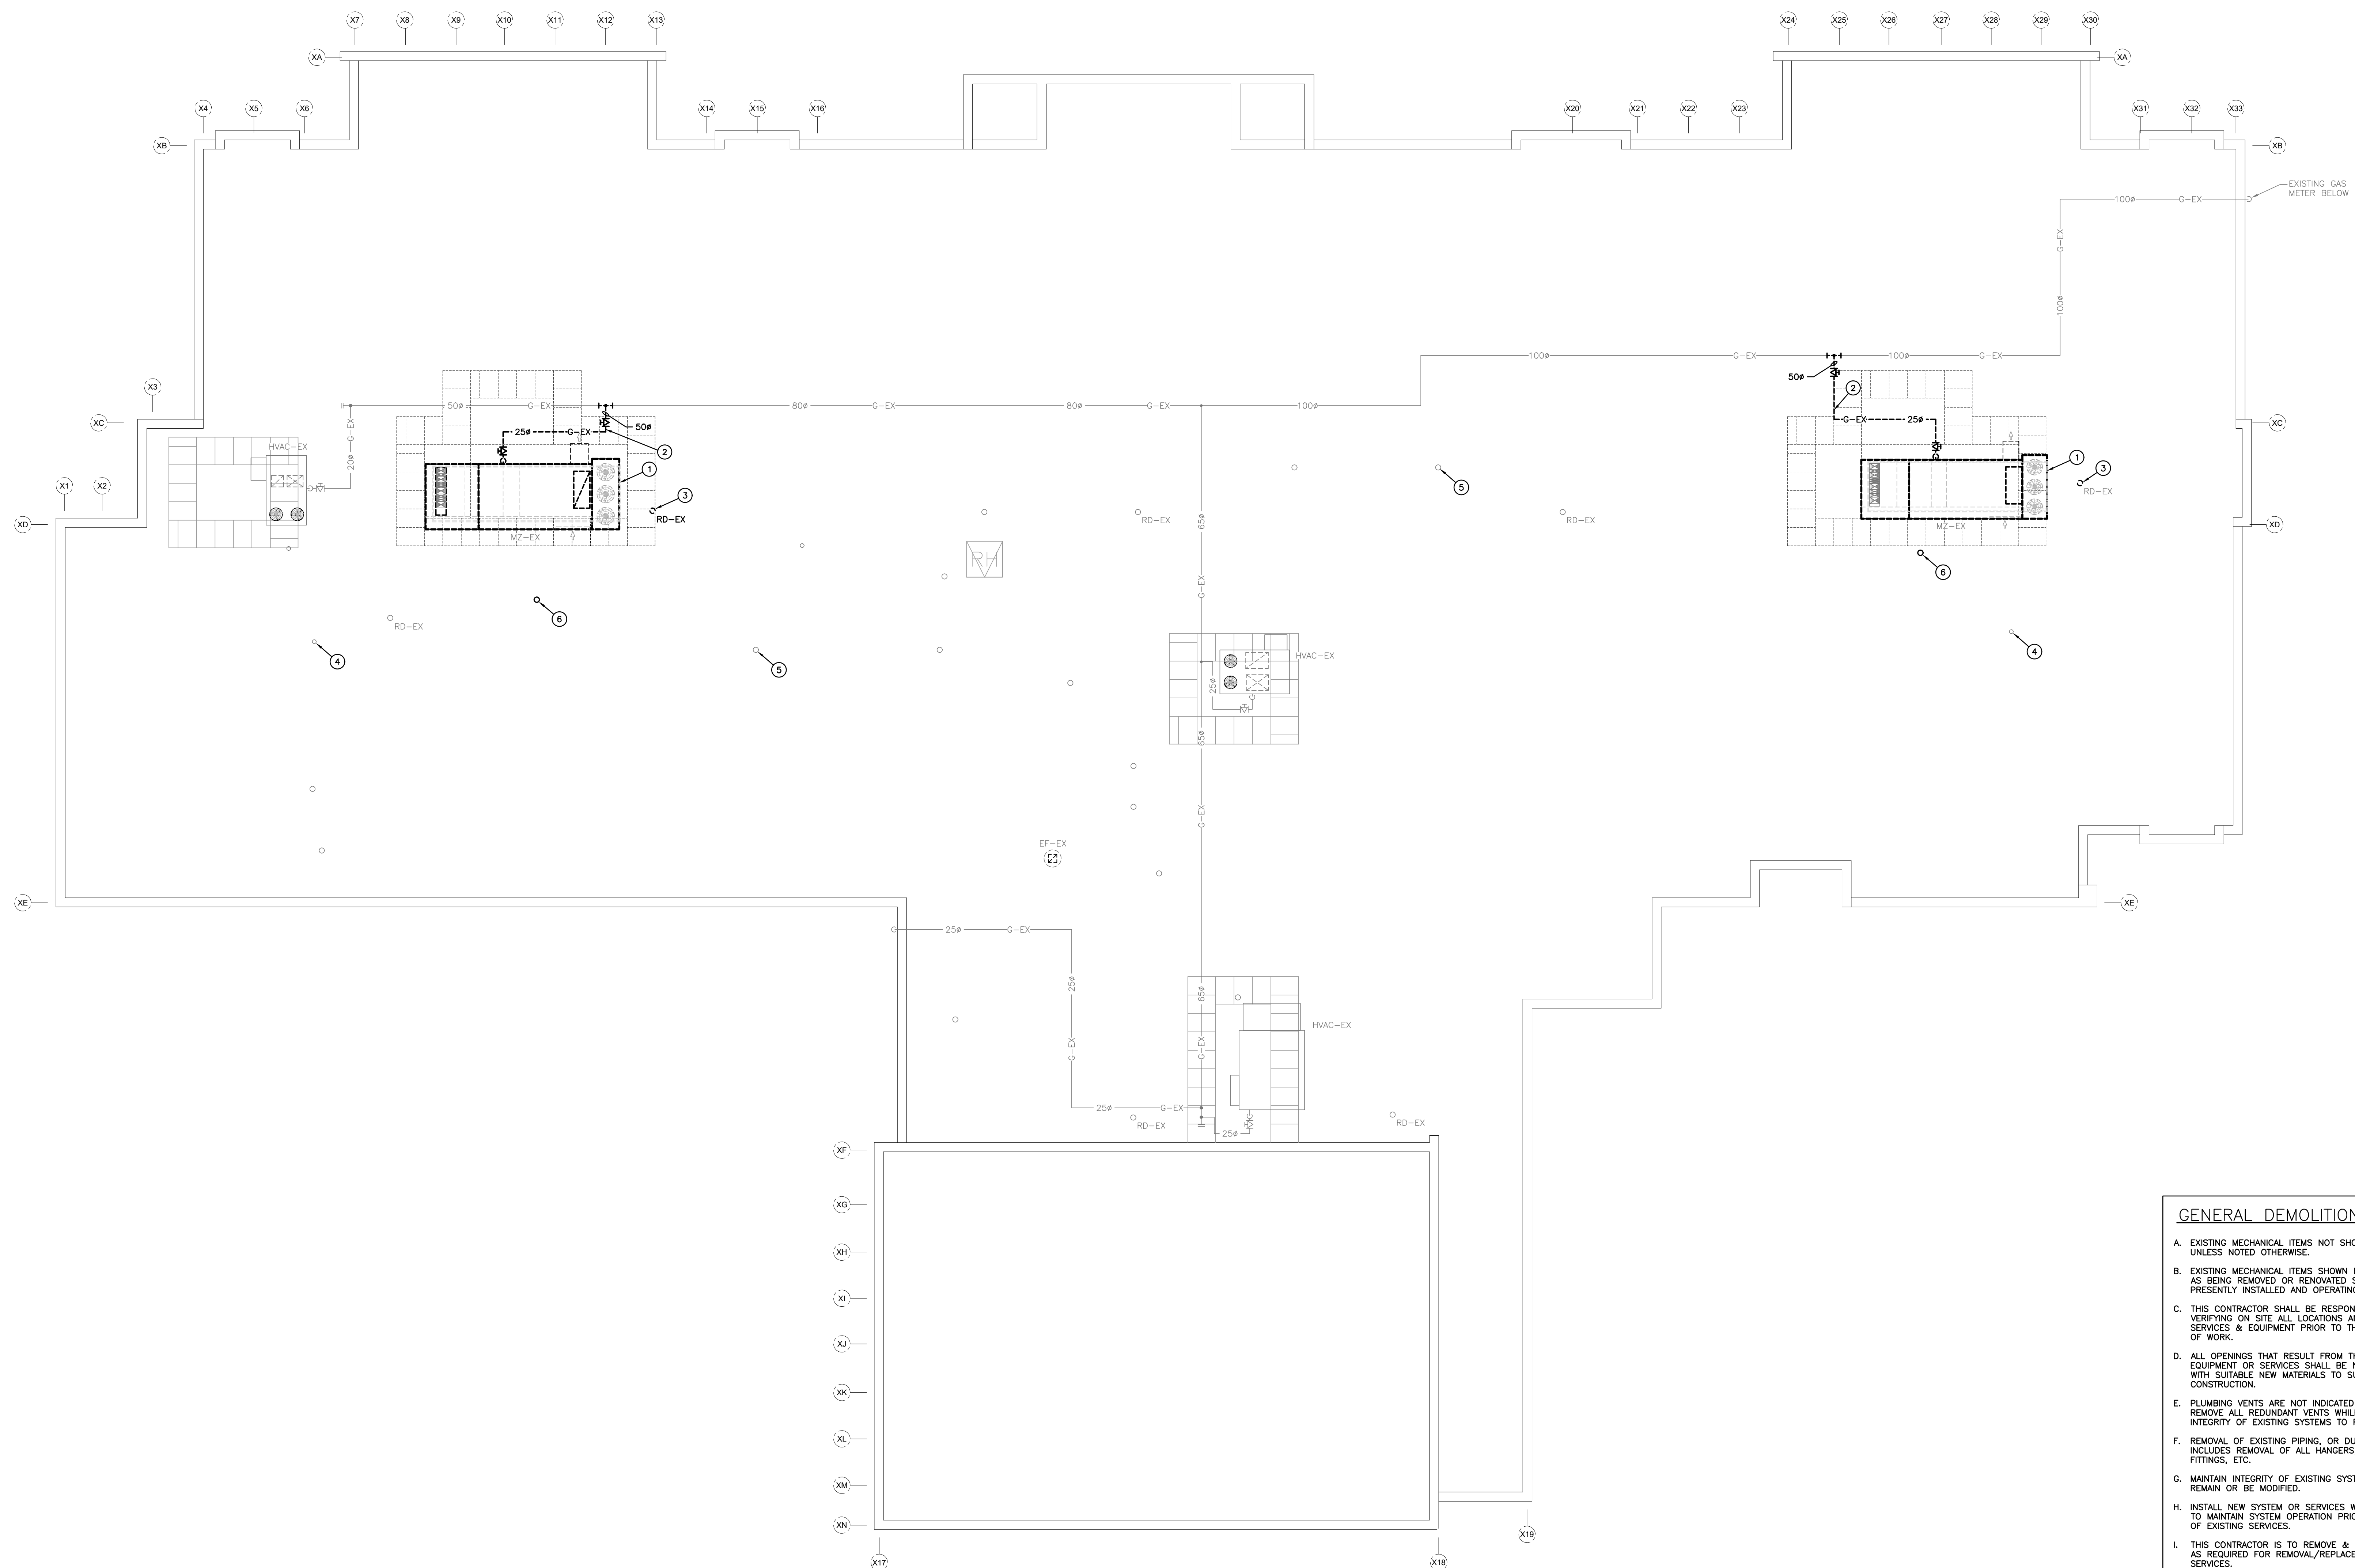 X7
X8
X9
X10
X11
X12
X13
X24
X25
X26
X27
X28
X29
X30
XA
XA
X4
X5
X6
X14
X15
X16
X20
X21
X22
X23
X31
X32
X33
XB
XB
EXISTING GAS
METER BELOW
100ø
G-EX
G-EX
100ø
100ø
G-EX
100ø
G-EX
50ø
2
G-EX
25ø
X3
XC
XC
50ø
G-EX
80ø
G-EX
80ø
G-EX
100ø
50ø
25ø
G-EX
2
20ø
G-EX
HVAC-EX
1
3
RD-EX
MZ-EX
1
3
RD-EX
MZ-EX
X1
X2
XD
XD
5
RD-EX
RD-EX
65ø
G-EX
RH
6
6
RD-EX
4
5
4
HVAC-EX
25ø
65ø
G-EX
EF-EX
XE
XE
25ø
G-EX
25ø
G-EX
65ø
G-EX
HVAC-EX
25ø
G-EX
RD-EX
25ø
RD-EX
XF
XG
XH
XI
XJ
XK
XL
XM
XN
X17
X18
X19
GENERAL DEMOLITION
A. EXISTING MECHANICAL ITEMS NOT
UNLESS NOTED OTHERWISE.
B. EXISTING MECHANICAL ITEMS SHOWN
AS BEING REMOVED OR RENOVATED
PRESENTLY INSTALLED AND
C. THIS CONTRACTOR SHALL BE
VERIFYING ON SITE ALL LOCATIONS
SERVICES & EQUIPMENT PRIOR TO
OF WORK.
D. ALL OPENINGS THAT RESULT FROM
EQUIPMENT OR SERVICES SHALL BE
WITH SUITABLE NEW MATERIALS TO
CONSTRUCTION.
E. PLUMBING VENTS ARE NOT INDICATED
REMOVE ALL REDUNDANT VENTS
INTEGRITY OF EXISTING SYSTEMS TO
F. REMOVAL OF EXISTING PIPING, OR
INCLUDES REMOVAL OF ALL HANGERS
FITTINGS, ETC.
G. MAINTAIN INTEGRITY OF EXISTING
REMAIN OR BE MODIFIED.
H. INSTALL NEW SYSTEM OR SERVICES
TO MAINTAIN SYSTEM OPERATION
OF EXISTING SERVICES.
I. THIS CONTRACTOR IS TO REMOVE &
AS REQUIRED FOR
SERVICES.